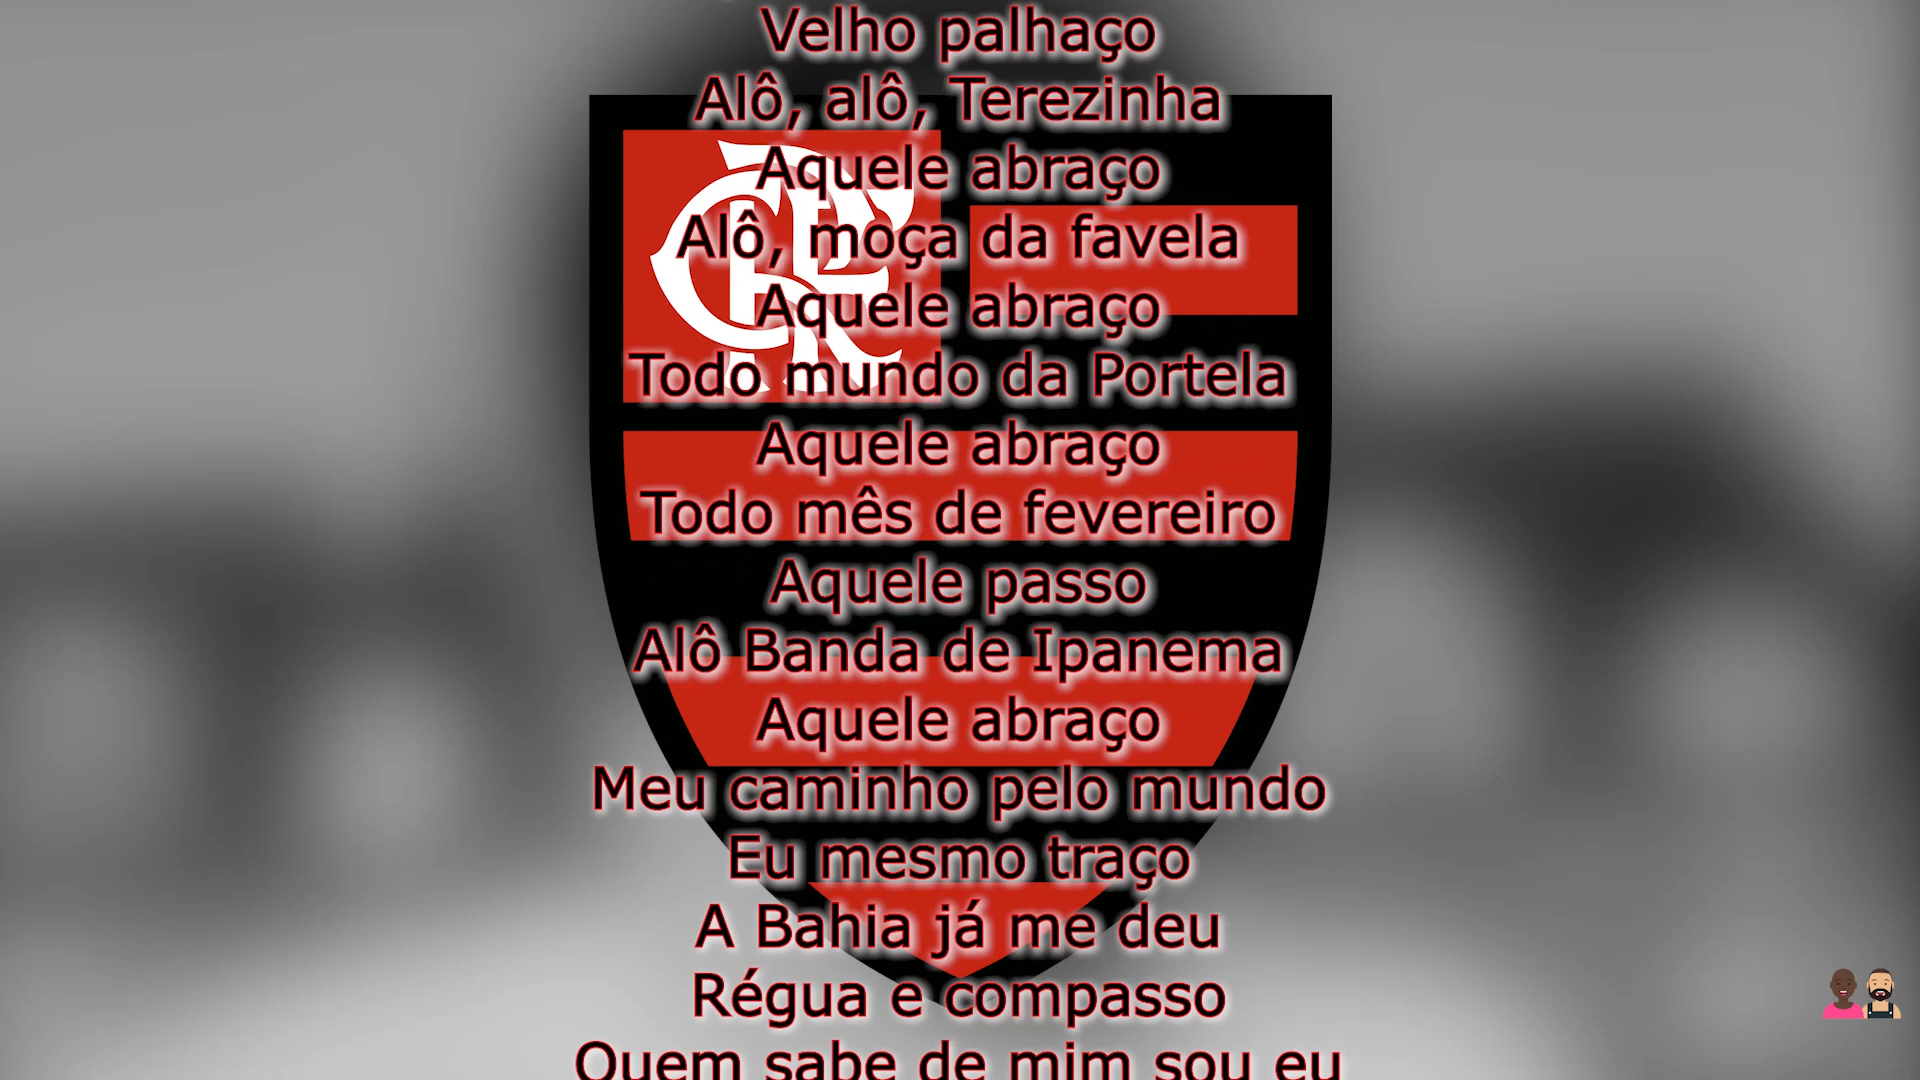 Velho palhaço
Alô, alô, Terezinha
Aquele abraço
Alô, moça da favela
Aquele abraço
Todo mundo da Portela
Aquele abraço
Todo mês de fevereiro
Aquele passo
Alô Banda de Ipanema
Aquele abraço
Meu caminho pelo mundo
Eu mesmo traço
A Bahia já me deu
Régua e compasso
Quem sabe de mim sou eu
CRF